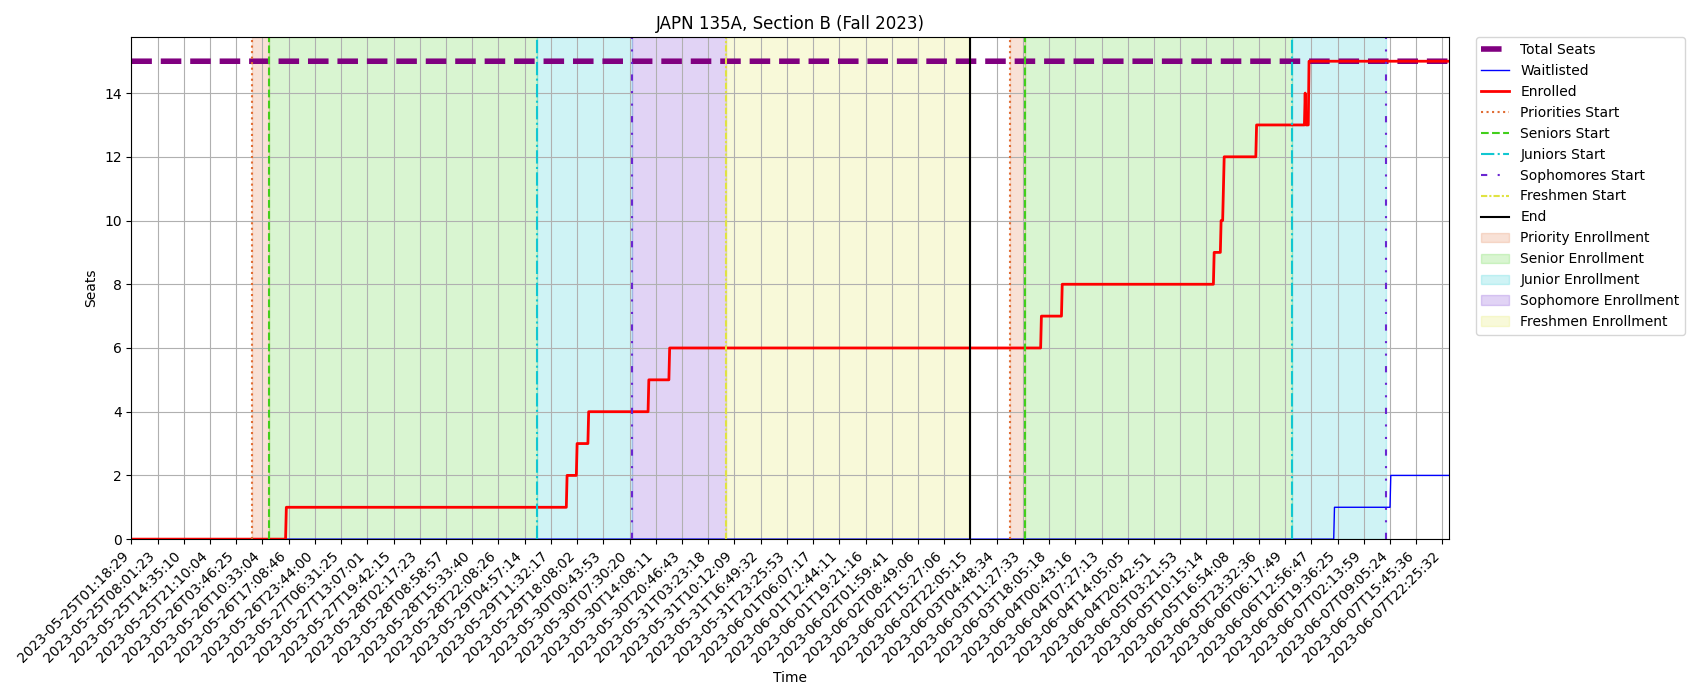 JAPN 135A, Section B (Fall 2023)
Seats
14
12
10
8
6
4
2
0
2023-05-25T01:18:29
2023-05-25T08:01:23
2023-05-25T14:35:10
2023-05-25T21:10:04
2023-05-26T03:46:25
2023-05-26T10:33:04
2023-05-26T17:08:46
2023-05-26T23:44:00
2023-05-27T06:31:25
2023-05-27T13:07:01
2023-05-27T19:42:15
2023-05-28T02:17:23
2023-05-28T08:58:57
2023-05-28T15:33:40
2023-05-28T22:08:26
2023-05-29T04:57:14
2023-05-29T11:32:17
2023-05-29T18:08:02
2023-05-30T00:43:53
2023-05-30T07:30:20
2023-05-30T14:08:11
2023-05-30T20:46:43
2023-05-31T03:23:19
2023-05-31T10:12:09
2023-05-31T16:49:32
2023-05-31T23:25:53
2023-06-01T06:07:17
2023-06-01T12:44:11
2023-06-01T19:21:16
2023-06-02T01:59:41
2023-06-02T08:49:06
2023-06-02T15:27:06
2023-06-02T22:05:15
2023-06-03T04:48:34
2023-06-03T11:27:33
2023-06-03T18:05:18
2023-06-04T00:43:16
2023-06-04T07:27:13
2023-06-04T14:05:05
2023-06-04T20:42:51
2023-06-05T03:21:53
2023-06-05T10:15:14
2023-06-05T16:54:08
2023-06-05T23:32:36
2023-06-06T06:17:49
2023-06-06T12:56:47
2023-06-06T19:36:25
2023-06-07T02:13:59
2023-06-07T09:05:24
2023-06-07T15:45:36
2023-06-07T22:25:32
Time
Total Seats
Waitlisted
Enrolled
Priorities Start
Seniors Start
Juniors Start
Sophomores Start
Freshmen Start
End
Priority Enrollment
Senior Enrollment
Junior Enrollment
Sophomore Enrollment
Freshmen Enrollment